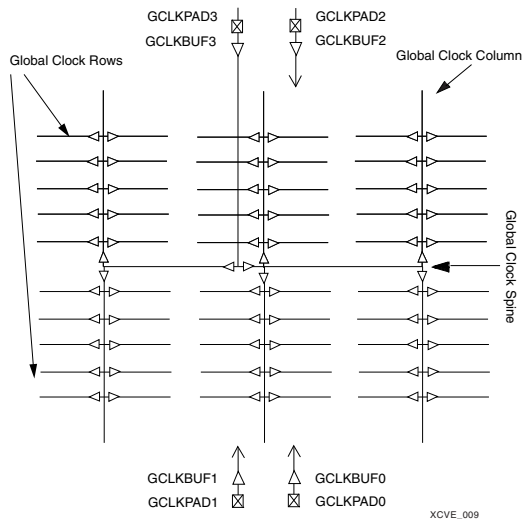 GCLKPAD3 GCLKPAD2
GCLKBUF3 GCLKBUF2
Global Clock Rows
Global Clock Column
Global Clock Spine
GCLKBUF1 GCLKBUF0
GCLKPAD1 GCLKPAD0
XCVE_009